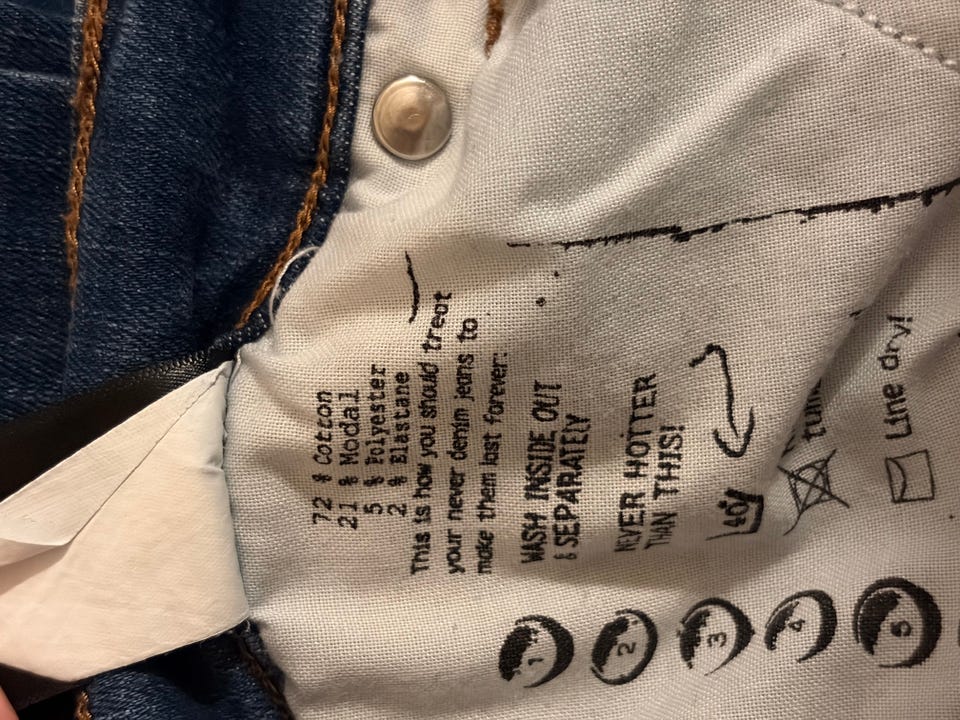 72 % Cotton
21 % Modal
5 % Polyester
2 % Elastane
This is how you should treat
your never denim jeans to
make them last forever:
1 WASH INSIDE OUT
& SEPARATELY
2 NEVER HOTTER
THAN THIS!
3 40
4
5 Line dry!